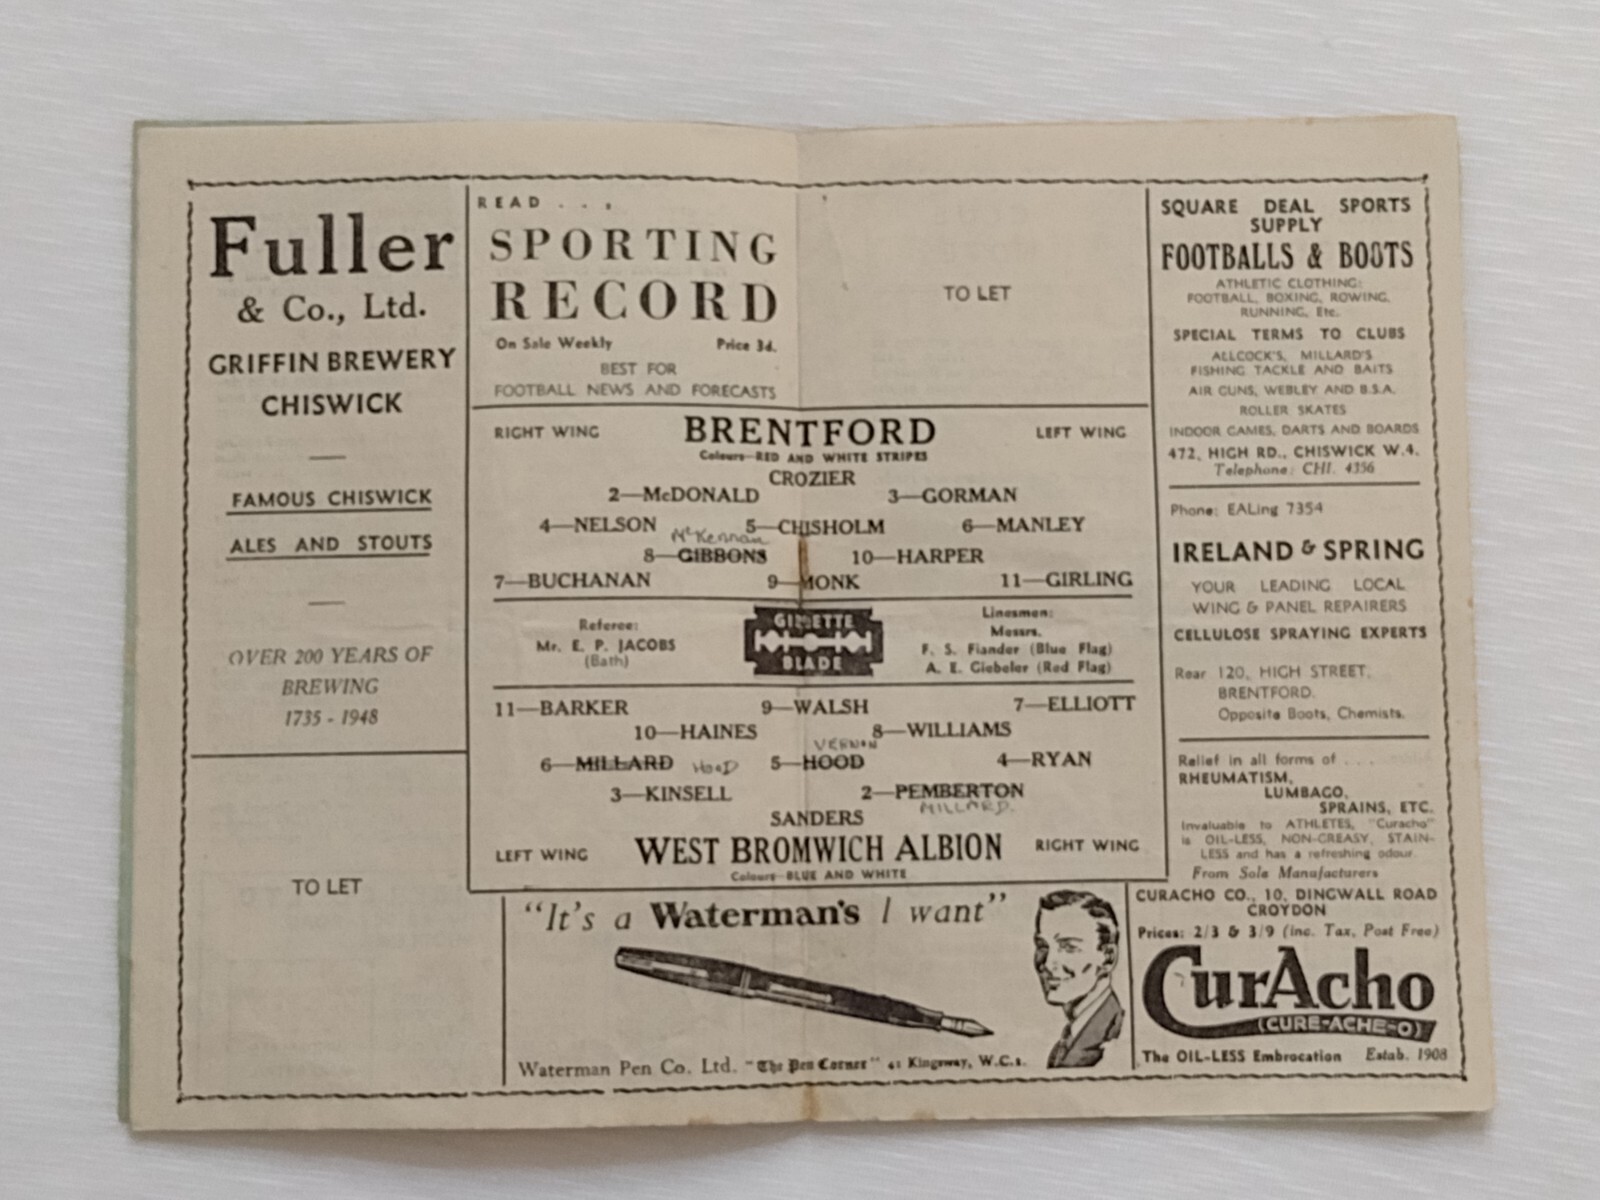 Fuller
& Co., Ltd.
GRIFFIN BREWERY
CHISWICK
FAMOUS CHISWICK
ALES AND STOUTS
OVER 200 YEARS OF
BREWING
1735 - 1948
TO LET
READ . . .
SPORTING
RECORD
On Sale Weekly Price 3d.
BEST FOR
FOOTBALL NEWS AND FORECASTS
TO LET
RIGHT WING BRENTFORD LEFT WING
Colours—RED AND WHITE STRIPES
CROZIER
2—McDONALD 3—GORMAN
4—NELSON 5—CHISHOLM 6—MANLEY
McKennan
8—GIBBONS 10—HARPER
7—BUCHANAN 9—MONK 11—GIRLING
Referee:
Mr. E. P. JACOBS
(Bath)
GILLETTE
BLADE
Linesmen:
Messrs.
F. S. Fiander (Blue Flag)
A. E. Giebeler (Red Flag)
11—BARKER 9—WALSH 7—ELLIOTT
10—HAINES 8—WILLIAMS
VERNON
6—MILLARD HOOD 5—HOOD 4—RYAN
3—KINSELL 2—PEMBERTON
MILLARD.
SANDERS
LEFT WING WEST BROMWICH ALBION RIGHT WING
Colours—BLUE AND WHITE
"It's a Waterman's I want"
Waterman Pen Co. Ltd. "The Pen Corner" 41 Kingsway, W.C.2.
SQUARE DEAL SPORTS
SUPPLY
FOOTBALLS & BOOTS
ATHLETIC CLOTHING:
FOOTBALL, BOXING, ROWING,
RUNNING, Etc.
SPECIAL TERMS TO CLUBS
ALLCOCK'S, MILLARD'S
FISHING TACKLE AND BAITS
AIR GUNS, WEBLEY AND B.S.A.
ROLLER SKATES
INDOOR GAMES, DARTS AND BOARDS
472, HIGH RD., CHISWICK W.4.
Telephone: CHI. 4356
Phone: EALing 7354
IRELAND & SPRING
YOUR LEADING LOCAL
WING & PANEL REPAIRERS
CELLULOSE SPRAYING EXPERTS
Rear 120, HIGH STREET,
BRENTFORD.
Opposite Boots, Chemists.
Relief in all forms of . . .
RHEUMATISM,
LUMBAGO,
SPRAINS, ETC.
Invaluable to ATHLETES, "Curacho"
is OIL-LESS, NON-GREASY, STAIN-
LESS and has a refreshing odour.
From Sole Manufacturers
CURACHO CO., 10, DINGWALL ROAD
CROYDON
Prices: 2/3 & 3/9 (inc. Tax, Post Free)
CurAcho
(CURE-ACHE-O)
The OIL-LESS Embrocation Estab. 1908